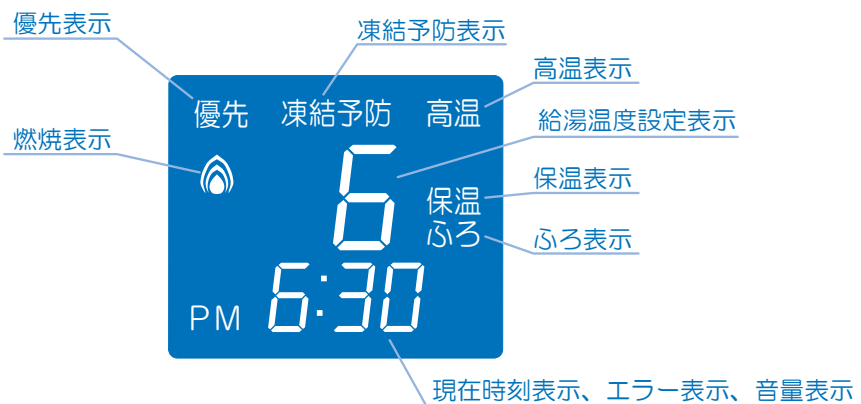 優先表示
凍結予防表示
高温表示
優先 凍結予防 高温
給湯温度設定表示
燃焼表示
6
保温表示
保温
ふろ
ふろ表示
PM 6:30
現在時刻表示、エラー表示、音量表示